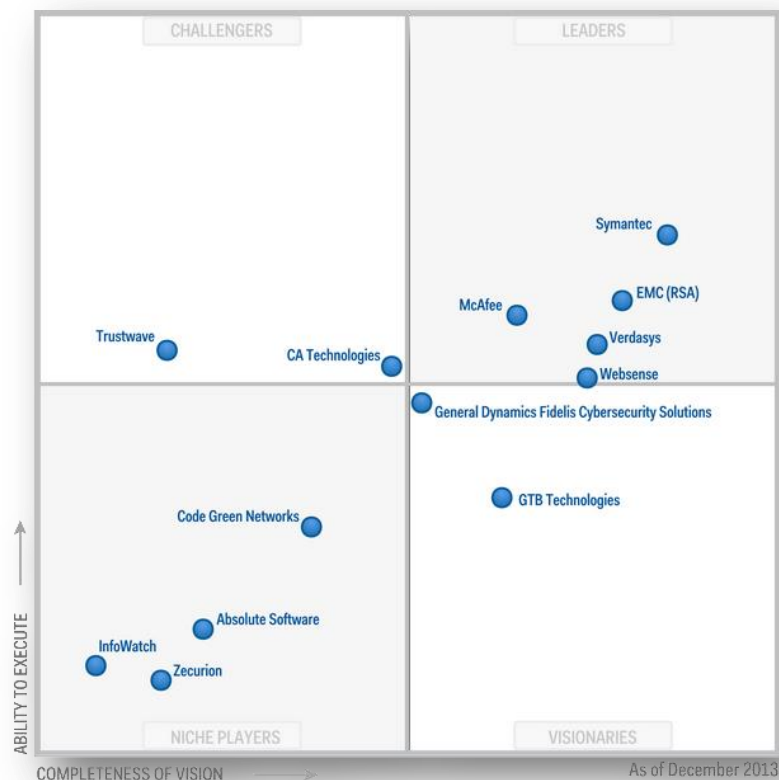 CHALLENGERS
LEADERS
Symantec
EMC (RSA)
McAfee
Trustwave
Verdasys
CA Technologies
Websense
General Dynamics Fidelis Cybersecurity Solutions
GTB Technologies
Code Green Networks
Absolute Software
InfoWatch
Zecurion
NICHE PLAYERS
VISIONARIES
ABILITY TO EXECUTE
COMPLETENESS OF VISION
As of December 2013